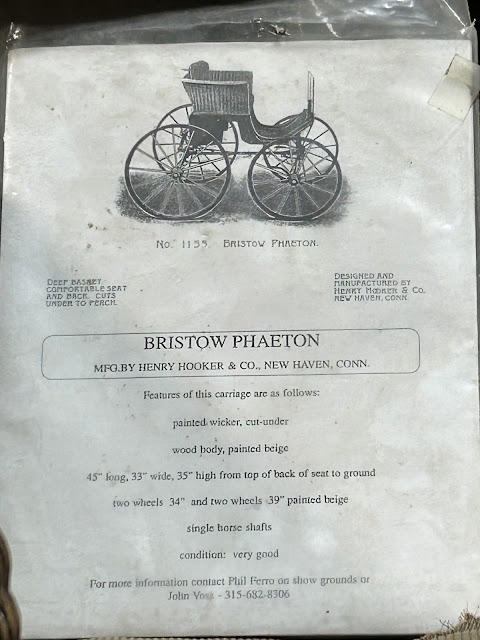 No. 1155. Bristow Phaeton.
Deep basket
comfortable seat
and back. Cuts
under to perch.
Designed and
manufactured by
Henry Hooker & Co.
New Haven, Conn.
BRISTOW PHAETON
MFG.BY HENRY HOOKER & CO., NEW HAVEN, CONN.
Features of this carriage are as follows:
painted wicker, cut-under
wood body, painted beige
45" long, 33" wide, 35" high from top of back of seat to ground
two wheels 34" and two wheels 39" painted beige
single horse shafts
condition: very good
For more information contact Phil Ferro on show grounds or
John Voss - 315-682-8306